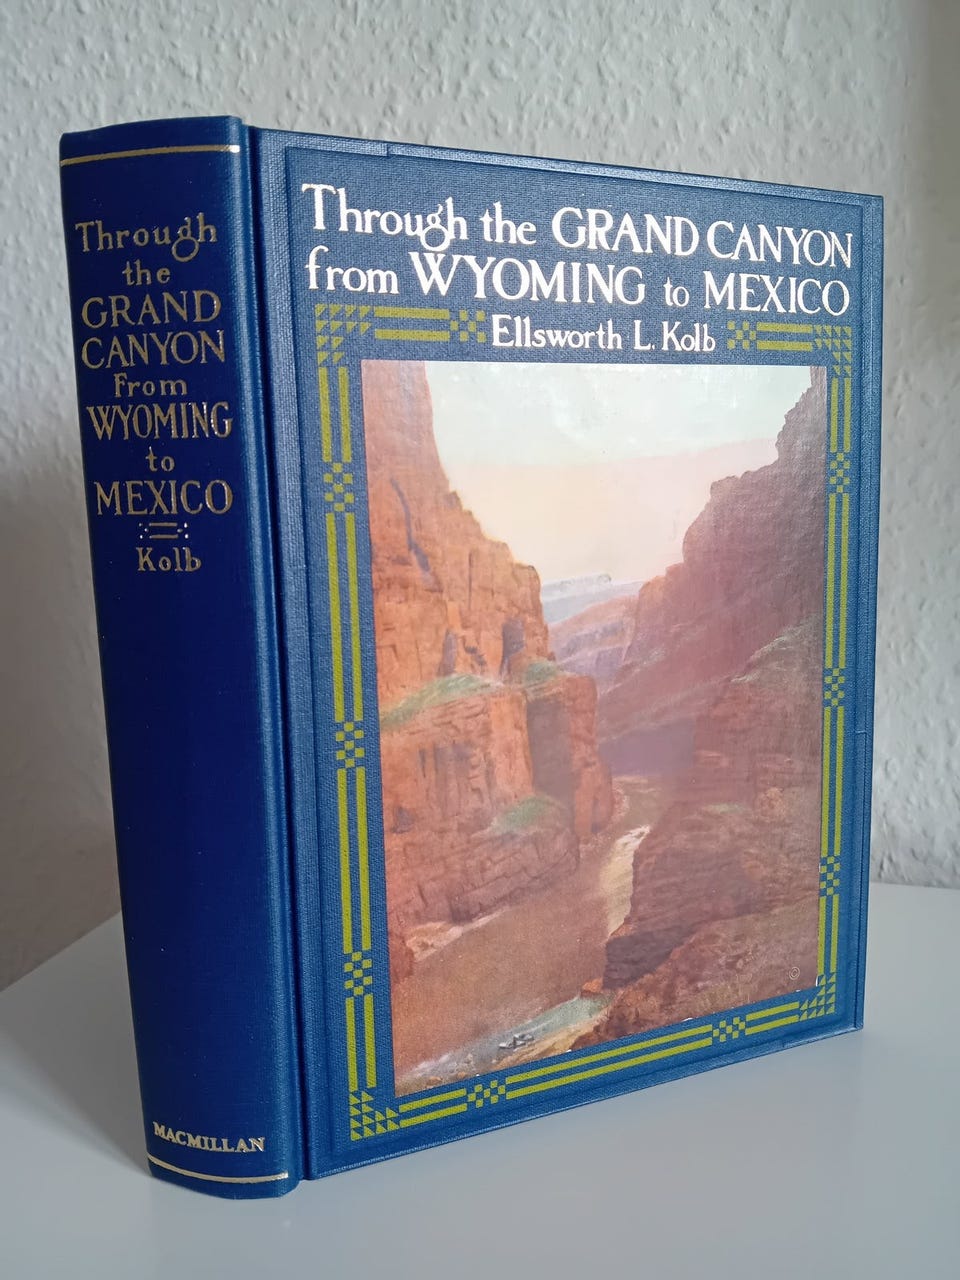 Through
the
GRAND
CANYON
From
WYOMING
to
MEXICO
Kolb
MACMILLAN
Through the GRAND CANYON
from WYOMING to MEXICO
Ellsworth L. Kolb
©